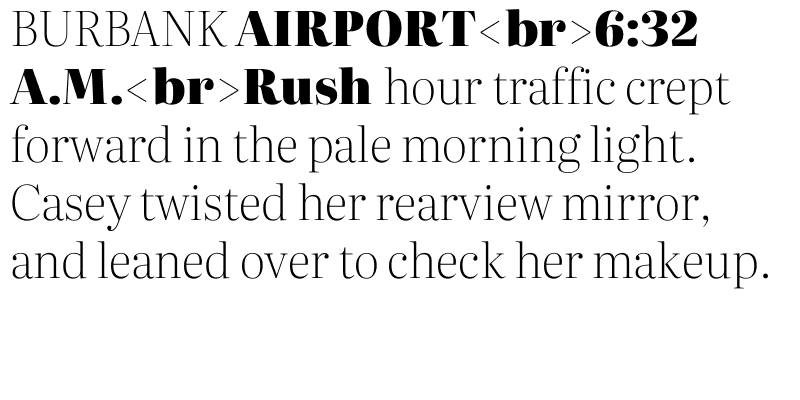 BURBANK AIRPORT<br>6:32
A.M.<br>Rush hour traffic crept
forward in the pale morning light.
Casey twisted her rearview mirror,
and leaned over to check her makeup.